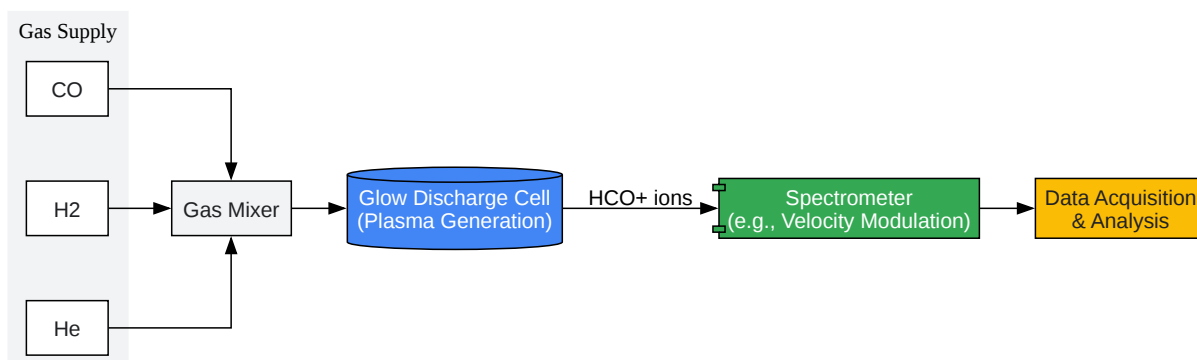 Gas Supply
CO
H2
He
Gas Mixer
Glow Discharge Cell
(Plasma Generation)
HCO+ ions
Spectrometer
(e.g., Velocity Modulation)
Data Acquisition
& Analysis